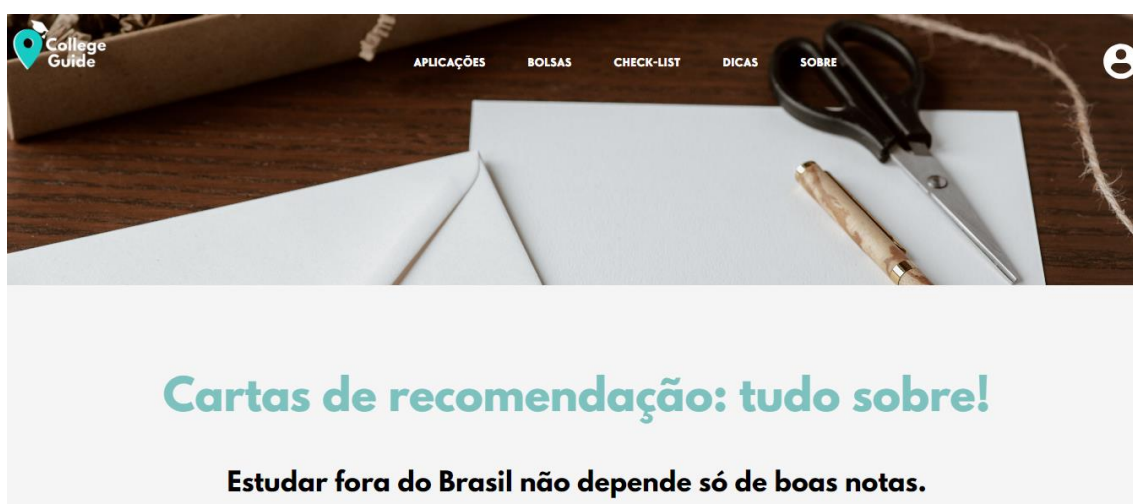 College
Guide
APLICAÇÕES BOLSAS CHECK-LIST DICAS SOBRE
Cartas de recomendação: tudo sobre!
Estudar fora do Brasil não depende só de boas notas.